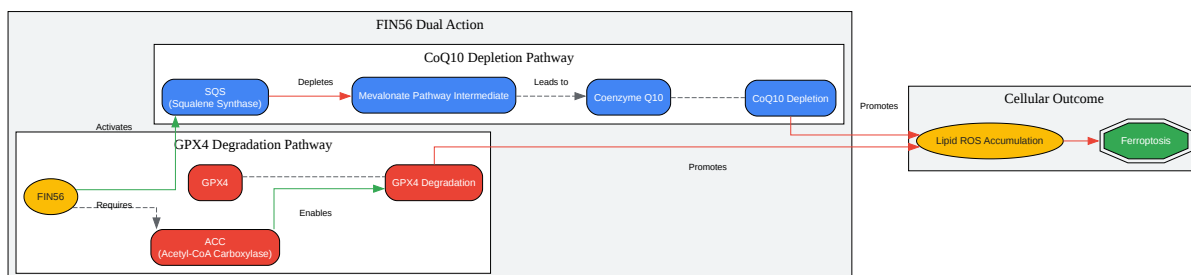 FIN56 Dual Action
CoQ10 Depletion Pathway
SQS
(Squalene Synthase)
Depletes
Mevalonate Pathway Intermediate
Leads to
Coenzyme Q10
CoQ10 Depletion
Promotes
Cellular Outcome
Lipid ROS Accumulation
Ferroptosis
Activates
GPX4 Degradation Pathway
GPX4
GPX4 Degradation
Promotes
FIN56
Requires
Enables
ACC
(Acetyl-CoA Carboxylase)